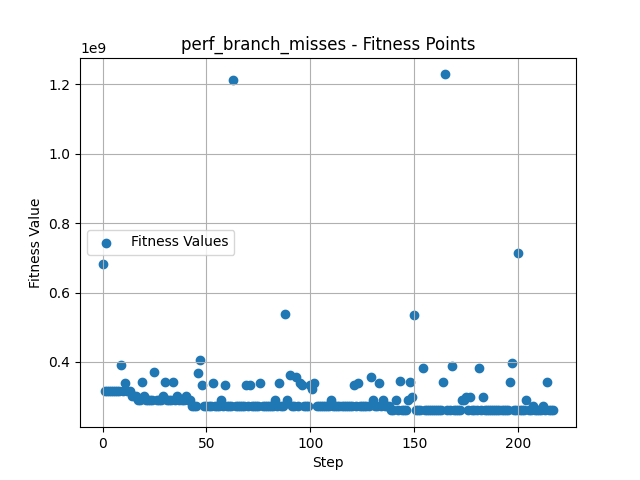 perf_branch_misses - Fitness Points
1e9
1.2
1.0
0.8
0.6
0.4
Fitness Value
Fitness Values
0
50
100
150
200
Step